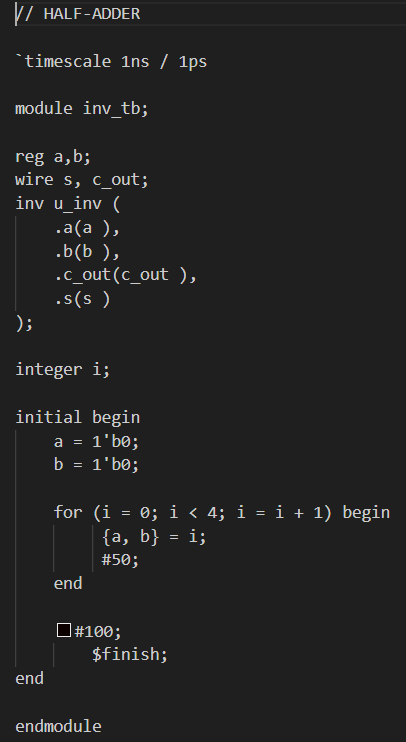 // HALF-ADDER
`timescale 1ns / 1ps
module inv_tb;
reg a,b;
wire s, c_out;
inv u_inv (
.a(a ),
.b(b ),
.c_out(c_out ),
.s(s )
);
integer i;
initial begin
a = 1'b0;
b = 1'b0;
for (i = 0; i < 4; i = i + 1) begin
{a, b} = i;
#50;
end
#100;
$finish;
end
endmodule